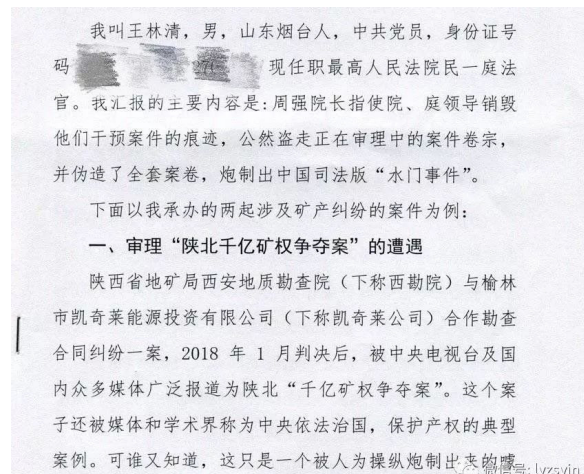 我叫王林清，男，山东烟台人，中共党员，身份证号
码 现任职最高人民法院民一庭法
官。我汇报的主要内容是：周强院长指使院、庭领导销毁
他们干预案件的痕迹，公然盗走正在审理中的案件卷宗，
并伪造了全套案卷，炮制出中国司法版“水门事件”。
下面以我承办的两起涉及矿产纠纷的案件为例：
一、审理“陕北千亿矿权争夺案”的遭遇
陕西省地矿局西安地质勘查院（下称西勘院）与榆林
市凯奇莱能源投资有限公司（下称凯奇莱公司）合作勘查
合同纠纷一案，2018 年 1 月判决后，被中央电视台及国
内众多媒体广泛报道为陕北“千亿矿权争夺案”。这个案
子还被媒体和学术界称为中央依法治国，保护产权的典型
案例。可谁又知道，这只是一个被人为操纵炮制出来的
微信号: lyzsyjn